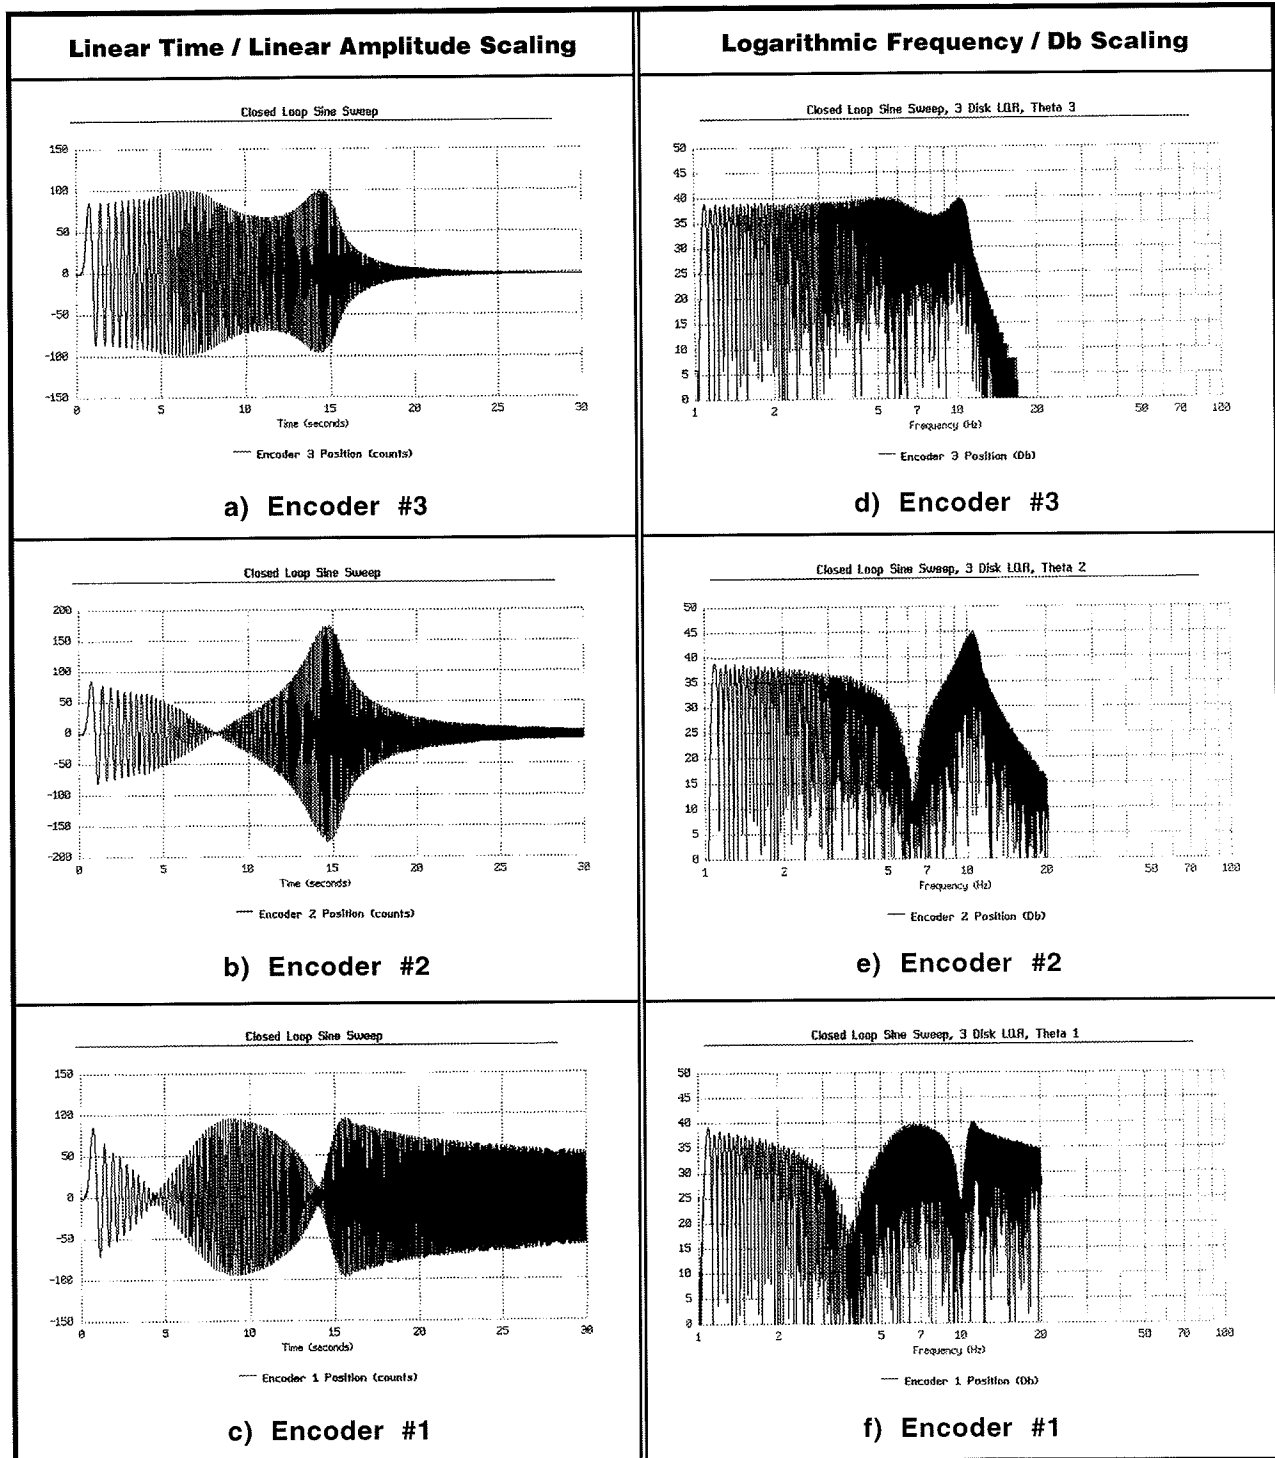 Linear Time / Linear Amplitude Scaling
Closed Loop Sine Sweep
150
100
50
0
-50
-100
-150
0 5 10 15 20 25 30
Time (seconds)
Encoder 3 Position (counts)
a) Encoder #3
Closed Loop Sine Sweep
200
150
100
50
0
-50
-100
-150
-200
0 5 10 15 20 25 30
Time (seconds)
Encoder 2 Position (counts)
b) Encoder #2
Closed Loop Sine Sweep
150
100
50
0
-50
-100
-150
0 5 10 15 20 25 30
Time (seconds)
Encoder 1 Position (counts)
c) Encoder #1
Logarithmic Frequency / Db Scaling
Closed Loop Sine Sweep, 3 Disk LQR, Theta 3
50
45
40
35
30
25
20
15
10
5
0
1 2 5 7 10 20 50 70 100
Frequency (Hz)
Encoder 3 Position (Db)
d) Encoder #3
Closed Loop Sine Sweep, 3 Disk LQR, Theta 2
50
45
40
35
30
25
20
15
10
5
0
1 2 5 7 10 20 50 70 100
Frequency (Hz)
Encoder 2 Position (Db)
e) Encoder #2
Closed Loop Sine Sweep, 3 Disk LQR, Theta 1
50
45
40
35
30
25
20
15
10
5
0
1 2 5 7 10 20 50 70 100
Frequency (Hz)
Encoder 1 Position (Db)
f) Encoder #1